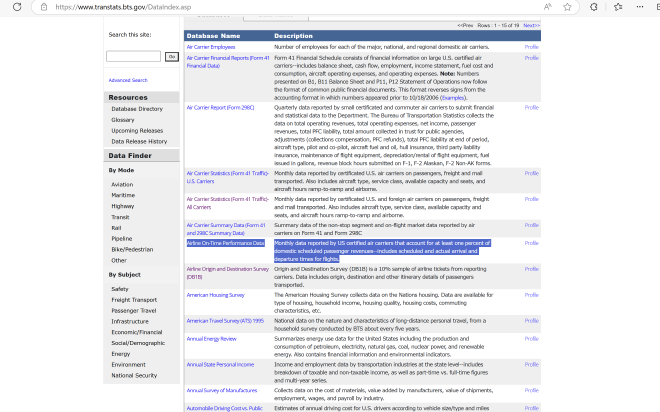 https://www.transtats.bts.gov/DataIndex.asp
<<Prev Rows : 1 - 15 of 19 Next>>
Search this site:
Go
Advanced Search
Resources
Database Directory
Glossary
Upcoming Releases
Data Release History
Data Finder
By Mode
Aviation
Maritime
Highway
Transit
Rail
Pipeline
Bike/Pedestrian
Other
By Subject
Safety
Freight Transport
Passenger Travel
Infrastructure
Economic/Financial
Social/Demographic
Energy
Environment
National Security
Database Name Description
Air Carrier Employees Number of employees for each of the major, national, and regional domestic air carriers. Profile
Air Carrier Financial Reports (Form 41 Form 41 Financial Schedule consists of financial information on large U.S. certified air Profile
Financial Data) carriers--includes balance sheet, cash flow, employment, income statement, fuel cost and
consumption, aircraft operating expenses, and operating expenses. Note: Numbers
presented on B1, B11 Balance Sheet and P11, P12 Statement of Operations now follow
the format of common public financial documents. This format reverses signs from the
accounting format in which numbers appeared prior to 10/18/2006 (Examples).
Air Carrier Report (Form 298C) Quarterly data reported by small certificated and commuter air carriers to submit financial Profile
and statistical data to the Department. The Bureau of Transportation Statistics collects the
data on total operating revenues, total operating expenses, net income, passenger
revenues, total PFC liability, total amount collected in trust for public agencies,
adjustments (collections compensation, PFC refunds), total PFC liability at end of period,
aircraft type, pilot and co-pilot, aircraft fuel and oil, hull insurance, third party liability
insurance, maintenance of flight equipment, depreciation/rental of flight equipment, fuel
issued in gallons, revenue block hours submitted on F-1, F-2 Alaskan, F-2 Non-AK forms.
Air Carrier Statistics (Form 41 Traffic)- Monthly data reported by certificated U.S. air carriers on passengers, freight and mail Profile
U.S. Carriers transported. Also includes aircraft type, service class, available capacity and seats, and
aircraft hours ramp-to-ramp and airborne.
Air Carrier Statistics (Form 41 Traffic)- Monthly data reported by certificated U.S. and foreign air carriers on passengers, freight Profile
All Carriers and mail transported. Also includes aircraft type, service class, available capacity and
seats, and aircraft hours ramp-to-ramp and airborne.
Air Carrier Summary Data (Form 41 Summary data of the non-stop segment and on-flight market data reported by air Profile
and 298C Summary Data) carriers on Form 41 and Form 298C
Airline On-Time Performance Data Monthly data reported by US certified air carriers that account for at least one percent of Profile
domestic scheduled passenger revenues--includes scheduled and actual arrival and
departure times for flights.
Airline Origin and Destination Survey Origin and Destination Survey (DB1B) is a 10% sample of airline tickets from reporting Profile
(DB1B) carriers. Data includes origin, destination and other itinerary details of passengers
transported.
American Housing Survey The American Housing Survey collects data on the Nations housing. Data are available for Profile
type of housing, household income, housing quality, housing costs, commuting
characteristics, etc.
American Travel Survey (ATS) 1995 National data on the nature and characteristics of long-distance personal travel, from a Profile
household survey conducted by BTS about every five years.
Annual Energy Review Summarizes energy use data for the United States including the production and Profile
consumption of petroleum, electricity, natural gas, coal, nuclear power, and renewable
energy. Also contains information and environmental indicators.
Annual State Personal Income Income and employment data by transportation industries at the state level--includes Profile
breakdown of taxable and non-taxable income, as well as part-time vs. full-time figures
and multi-year series.
Annual Survey of Manufactures Collects data on the cost of materials, value added by manufacturers, value of shipments, Profile
employment, wages, and payroll by industry.
Automobile Driving Cost vs. Public Estimates of annual driving cost for U.S. drivers according to vehicle size/type and miles Profile